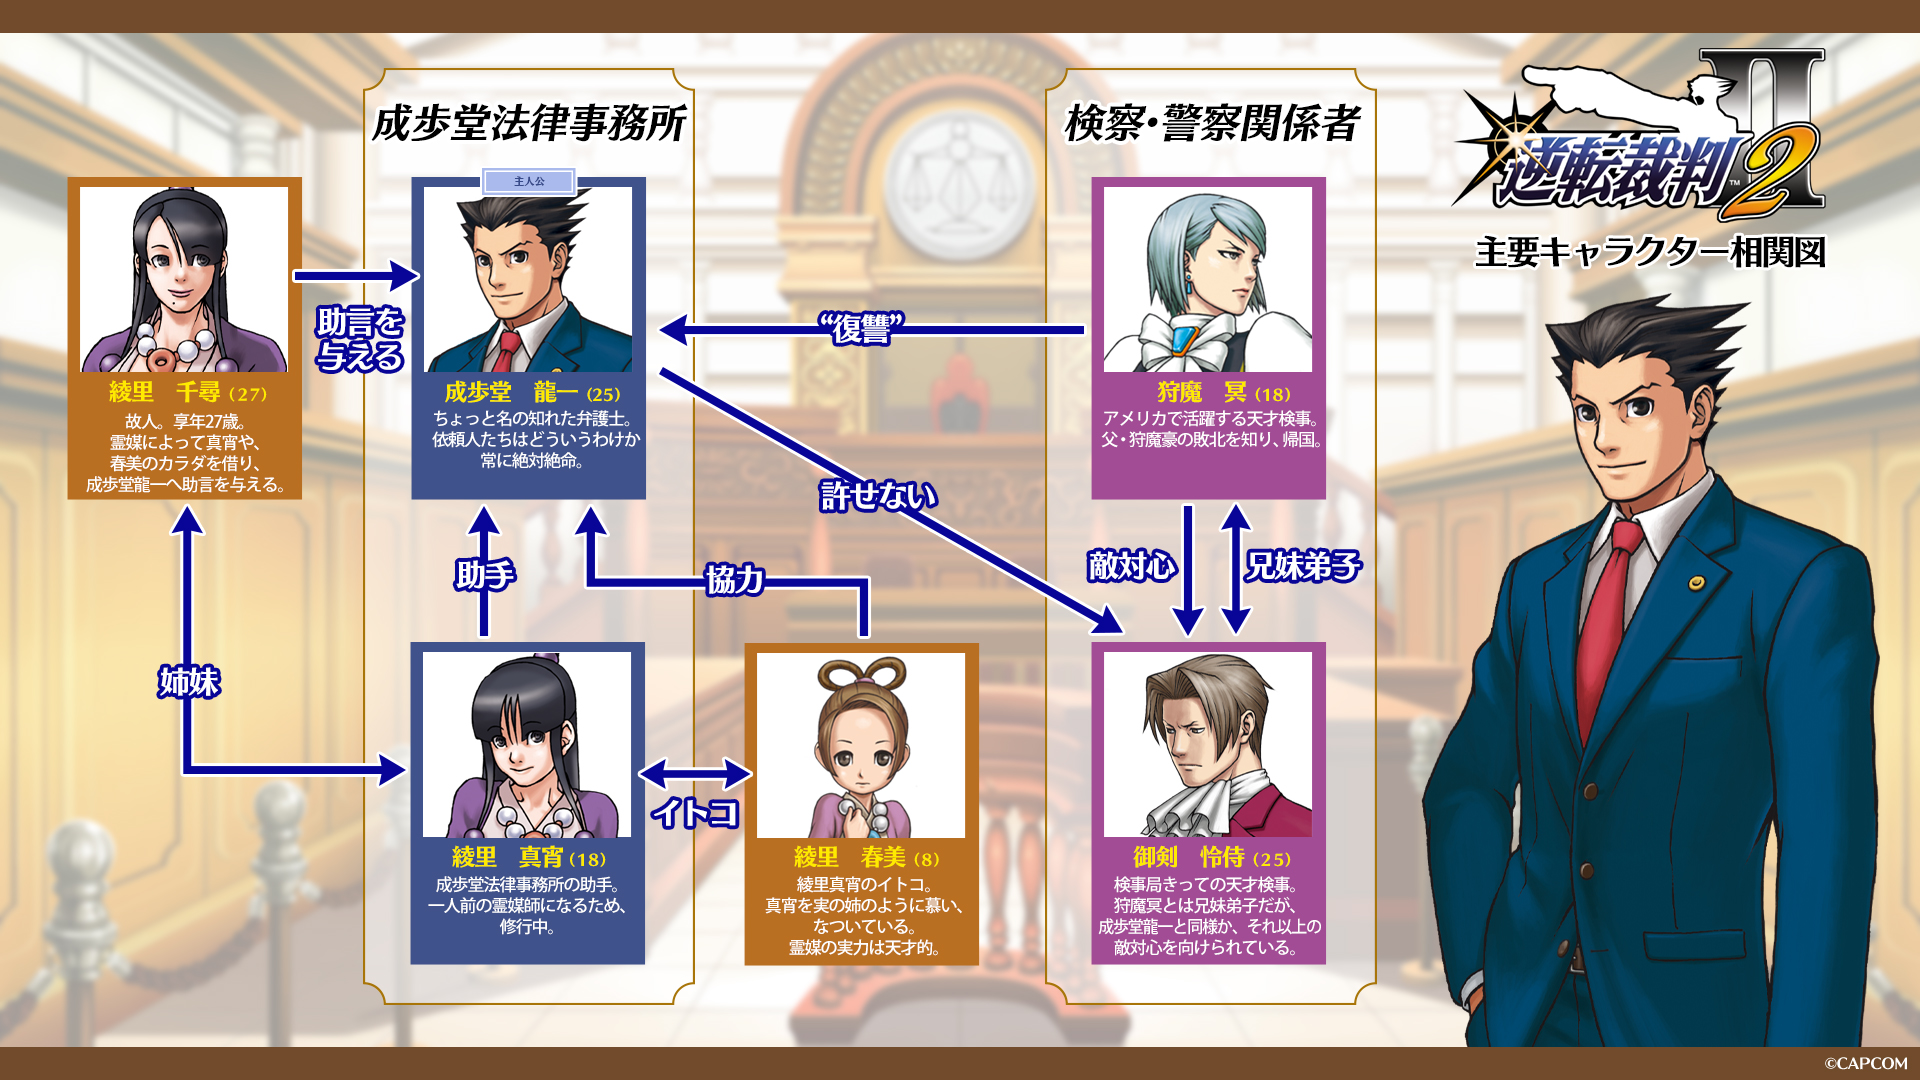 成歩堂法律事務所
検察・警察関係者
逆転裁判2
TM
主要キャラクター相関図
綾里 千尋(27)
故人。享年27歳。
霊媒によって真宵や、
春美のカラダを借り、
成歩堂龍一へ助言を与える。
助言を
与える
主人公
成歩堂 龍一(25)
ちょっと名の知れた弁護士。
依頼人たちはどういうわけか
常に絶対絶命。
“復讐”
許せない
狩魔 冥(18)
アメリカで活躍する天才検事。
父・狩魔豪の敗北を知り、帰国。
敵対心
兄妹弟子
助手
協力
姉妹
綾里 真宵(18)
成歩堂法律事務所の助手。
一人前の霊媒師になるため、
修行中。
イトコ
綾里 春美(8)
綾里真宵のイトコ。
真宵を実の姉のように慕い、
なついている。
霊媒の実力は天才的。
御剣 怜侍(25)
検事局きっての天才検事。
狩魔冥とは兄妹弟子だが、
成歩堂龍一と同様か、それ以上の
敵対心を向けられている。
©CAPCOM